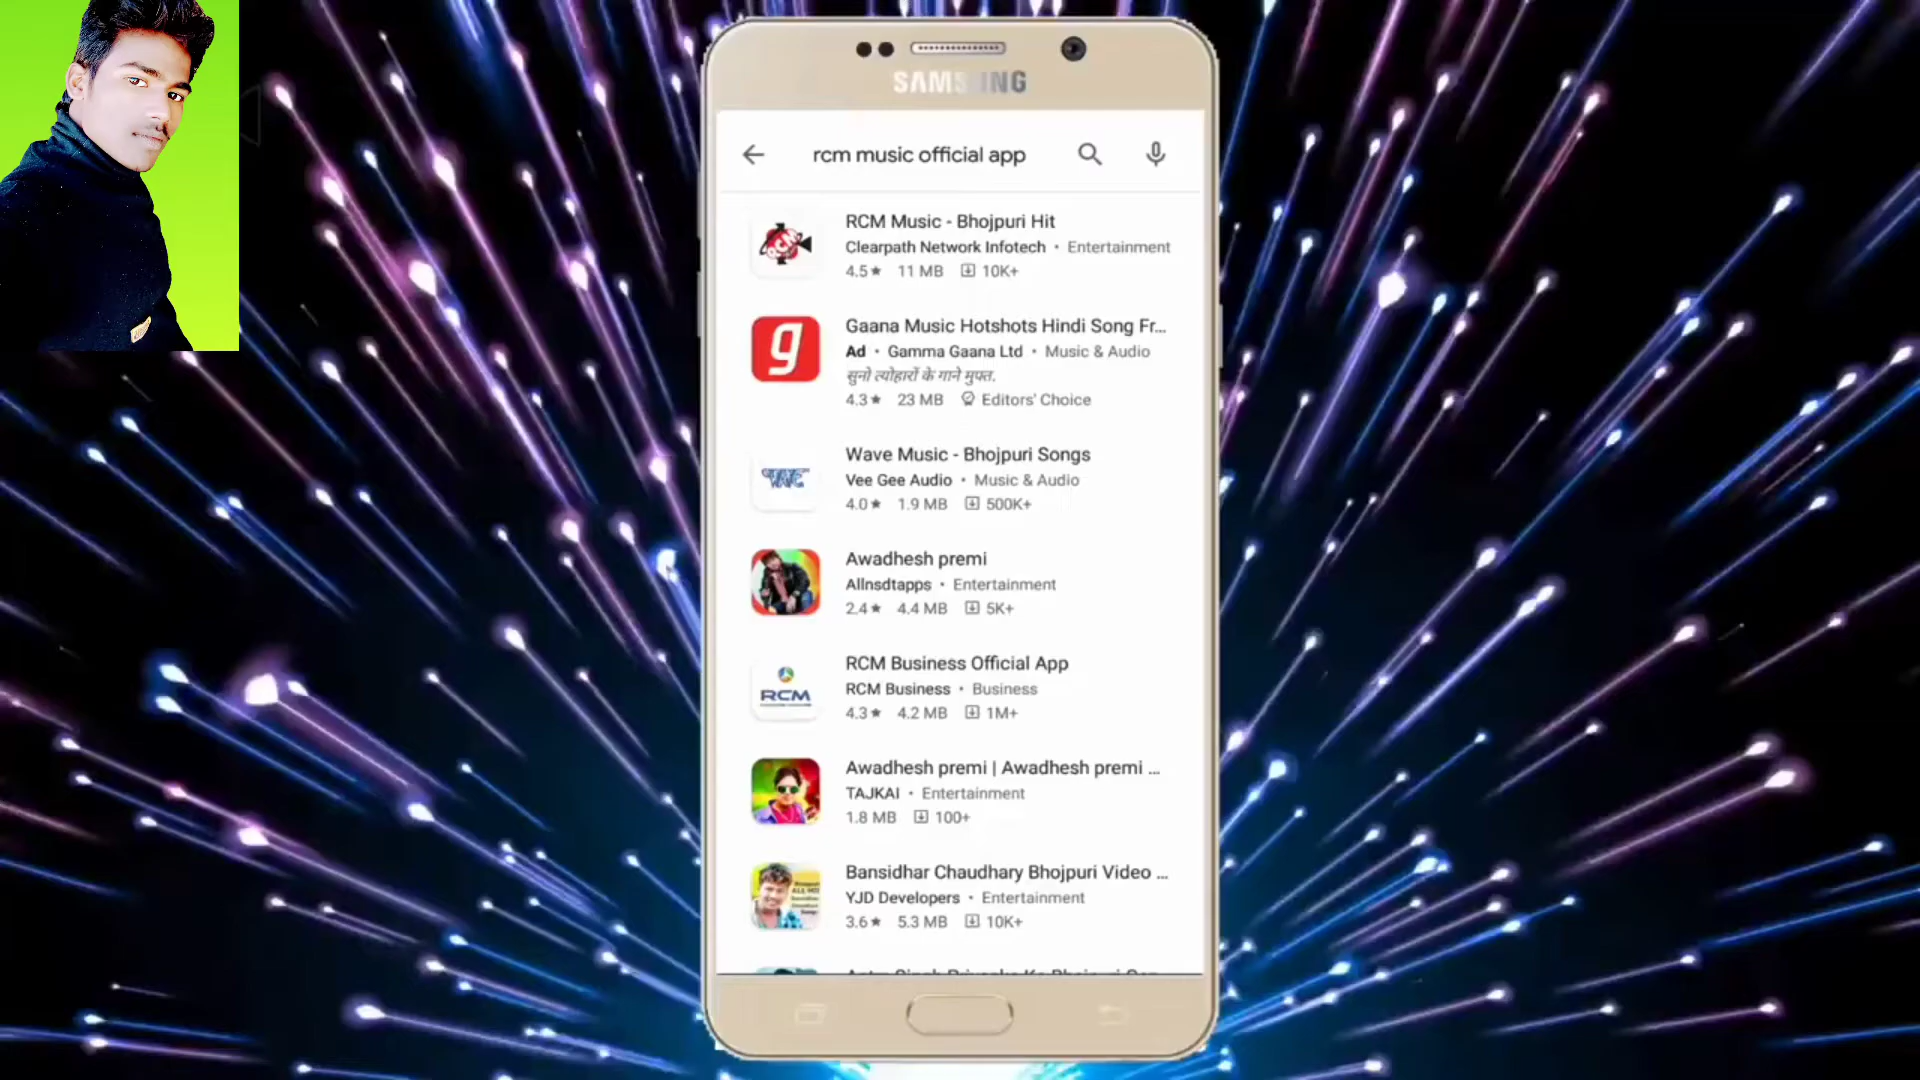 SAMSUNG
rcm music official app
RCM Music - Bhojpuri Hit
Clearpath Network Infotech • Entertainment
4.5★ 11 MB 10K+
g
Gaana Music Hotshots Hindi Song Fr...
Ad • Gamma Gaana Ltd • Music & Audio
सुनो त्योहारों के गाने मुफ्त.
4.3★ 23 MB Editors' Choice
WAVE
Wave Music - Bhojpuri Songs
Vee Gee Audio • Music & Audio
4.0★ 1.9 MB 500K+
Awadhesh premi
Allnsdtapps • Entertainment
2.4★ 4.4 MB 5K+
RCM
RCM Business Official App
RCM Business • Business
4.3★ 4.2 MB 1M+
Awadhesh premi | Awadhesh premi ...
TAJKAI • Entertainment
1.8 MB 100+
Bansidhar Chaudhary Bhojpuri Video ...
YJD Developers • Entertainment
3.6★ 5.3 MB 10K+